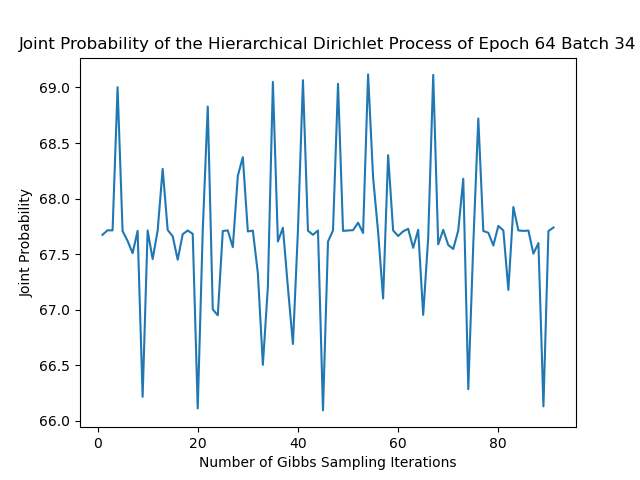 Joint Probability of the Hierarchical Dirichlet Process of Epoch 64 Batch 34
69.0
68.5
68.0
67.5
67.0
66.5
66.0
Joint Probability
0 20 40 60 80
Number of Gibbs Sampling Iterations